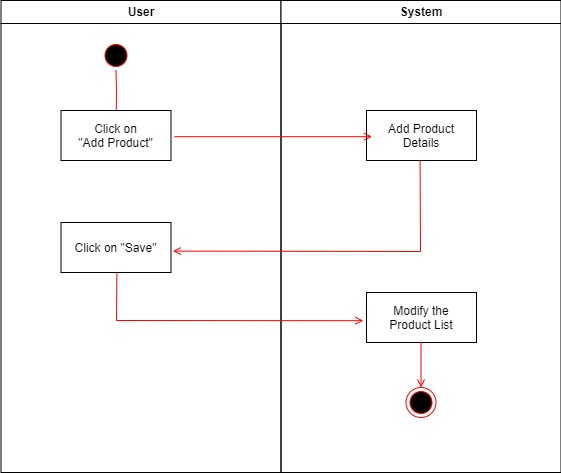 User
System
Click on
"Add Product"
Add Product
Details
Click on "Save"
Modify the
Product List